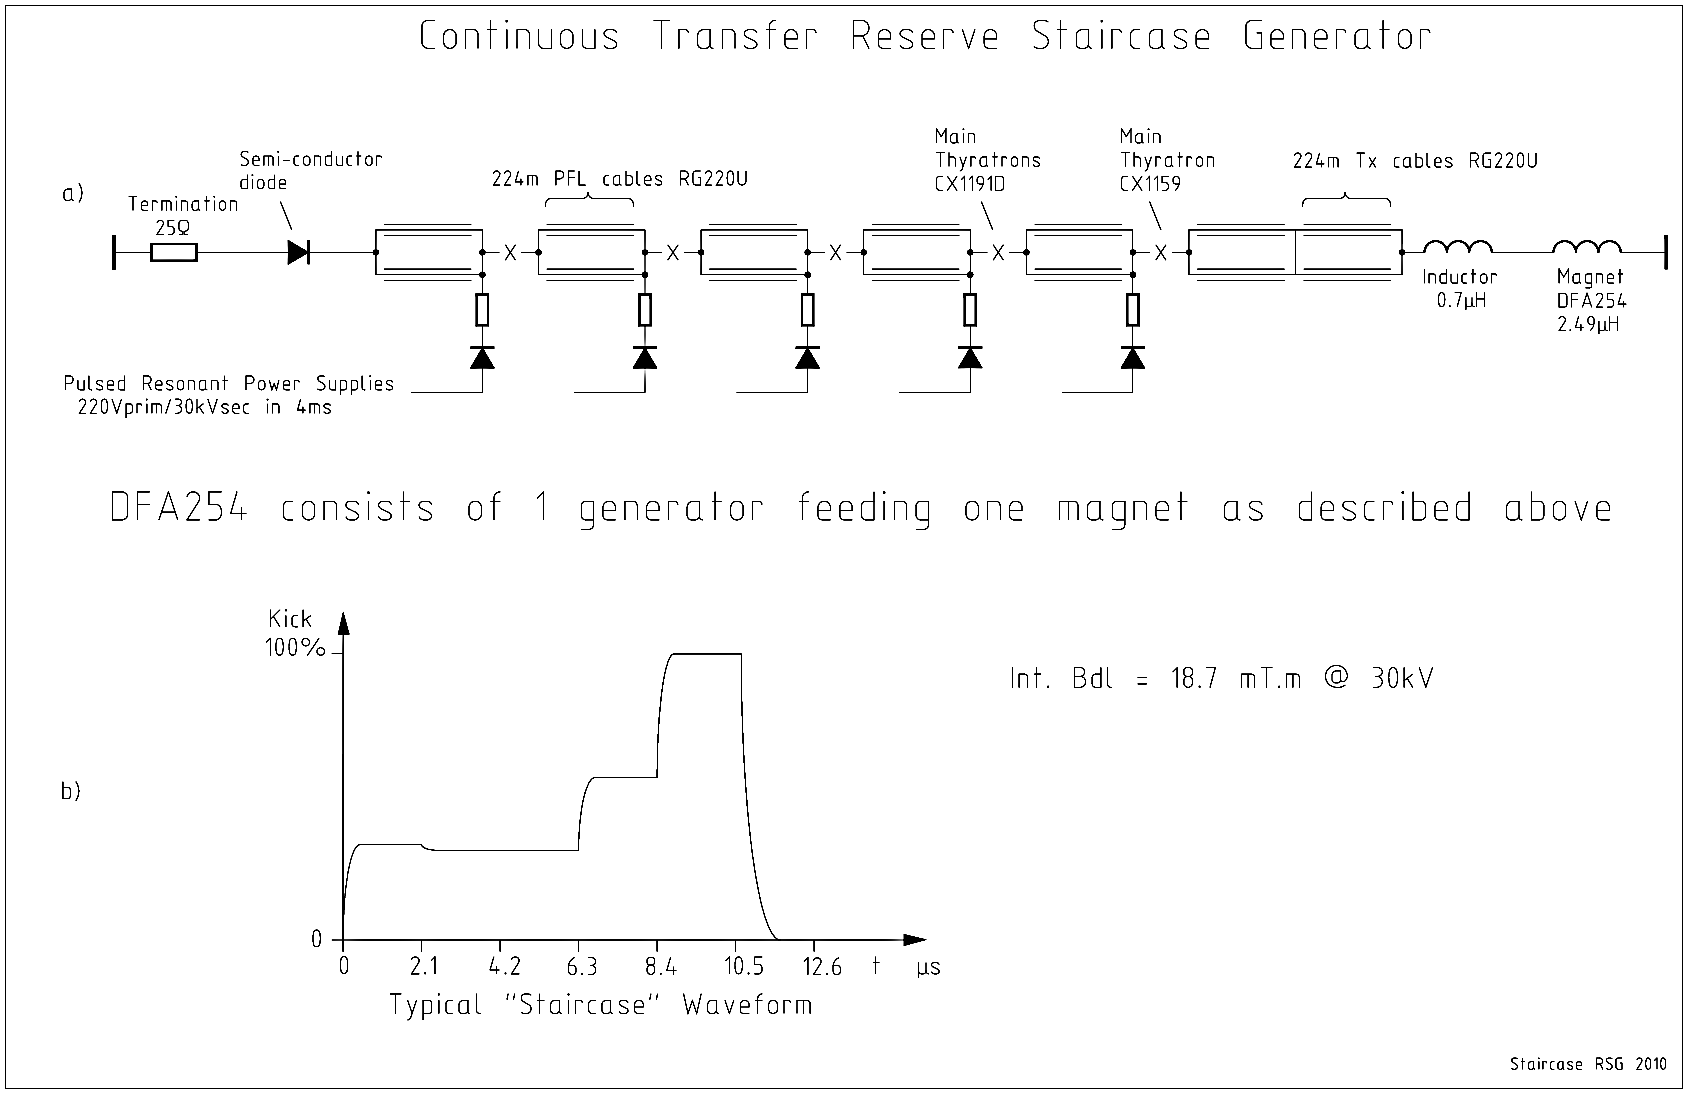 Continuous Transfer Reserve Staircase Generator
a)
Termination
25Ω
Semi-conductor
diode
224m PFL cables RG220U
Main
Thyratrons
CX1191D
Main
Thyratron
CX1159
224m Tx cables RG220U
X
X
X
X
X
Inductor
0.7µH
Magnet
DFA254
2.49µH
Pulsed Resonant Power Supplies
220Vprim/30kVsec in 4ms
DFA254 consists of 1 generator feeding one magnet as described above
b)
Kick
100%
0
0 2.1 4.2 6.3 8.4 10.5 12.6 t µs
Typical "Staircase" Waveform
Int. Bdl = 18.7 mT.m @ 30kV
Staircase RSG 2010